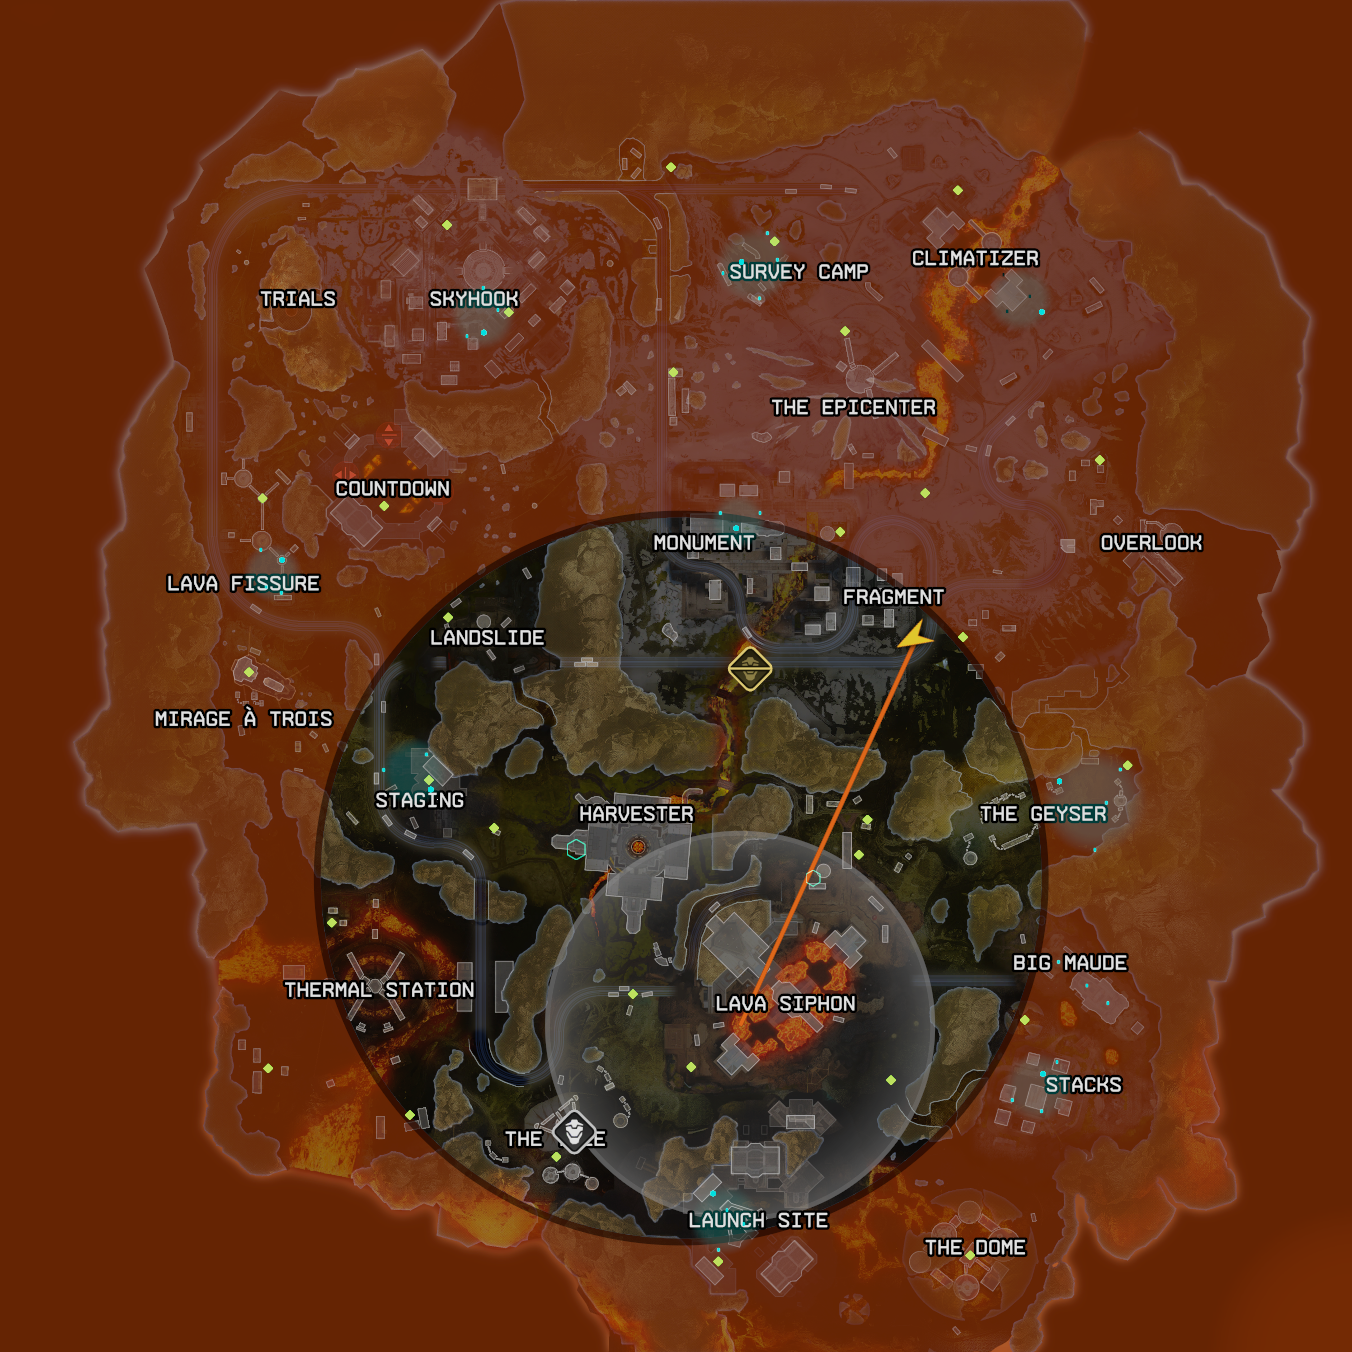 CLIMATIZER
SURVEY CAMP
TRIALS
SKYHOOK
THE EPICENTER
COUNTDOWN
MONUMENT
OVERLOOK
LAVA FISSURE
FRAGMENT
LANDSLIDE
MIRAGE À TROIS
STAGING
HARVESTER
THE GEYSER
BIG MAUDE
THERMAL STATION
LAVA SIPHON
STACKS
THE
LAUNCH SITE
THE DOME